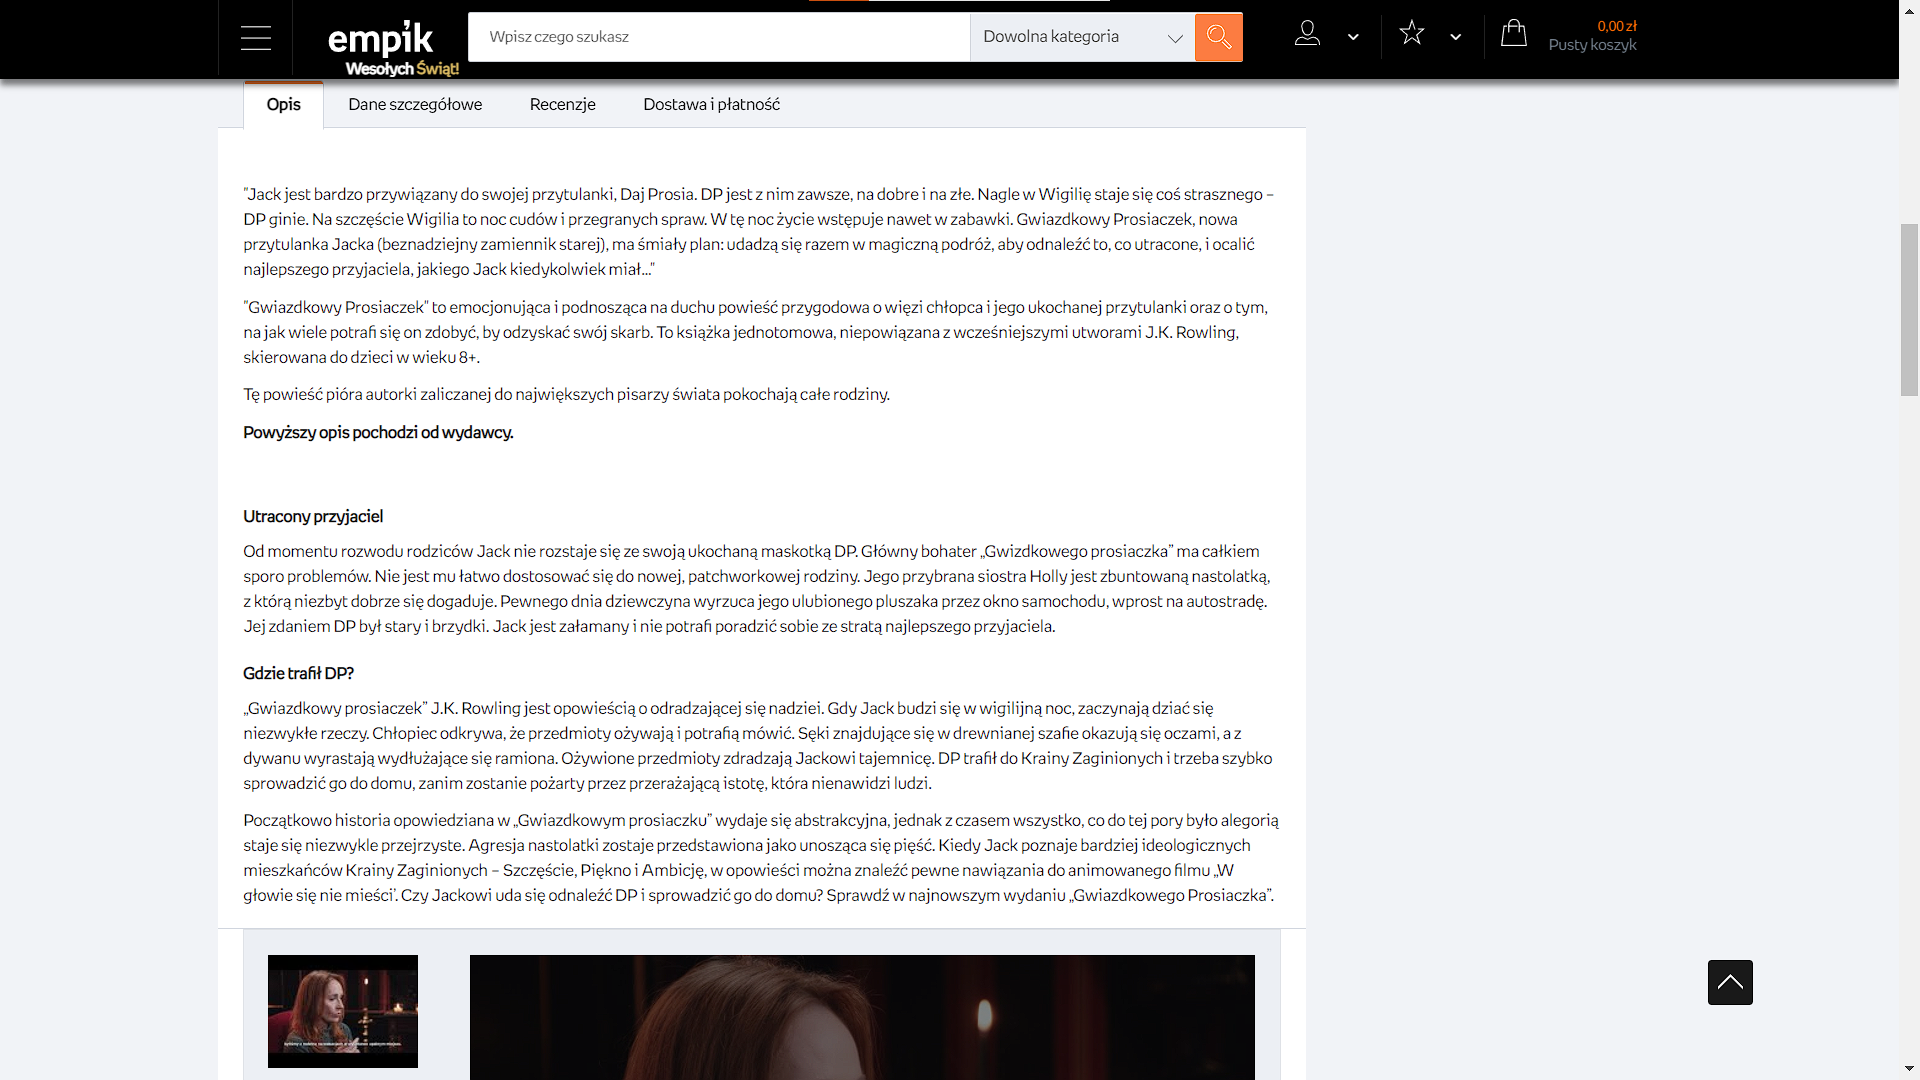 empik
Wesołych Świąt!
Wpisz czego szukasz
Dowolna kategoria
0,00 zł
Pusty koszyk
Opis
Dane szczegółowe
Recenzje
Dostawa i płatność
"Jack jest bardzo przywiązany do swojej przytulanki, Daj Prosia. DP jest z nim zawsze, na dobre i na złe. Nagle w Wigilię staje się coś strasznego –
DP ginie. Na szczęście Wigilia to noc cudów i przegranych spraw. W tę noc życie wstępuje nawet w zabawki. Gwiazdkowy Prosiaczek, nowa
przytulanka Jacka (beznadziejny zamiennik starej), ma śmiały plan: udadzą się razem w magiczną podróż, aby odnaleźć to, co utracone, i ocalić
najlepszego przyjaciela, jakiego Jack kiedykolwiek miał..."
"Gwiazdkowy Prosiaczek" to emocjonująca i podnosząca na duchu powieść przygodowa o więzi chłopca i jego ukochanej przytulanki oraz o tym,
na jak wiele potrafi się on zdobyć, by odzyskać swój skarb. To książka jednotomowa, niepowiązana z wcześniejszymi utworami J.K. Rowling,
skierowana do dzieci w wieku 8+.
Tę powieść pióra autorki zaliczanej do największych pisarzy świata pokochają całe rodziny.
Powyższy opis pochodzi od wydawcy.
Utracony przyjaciel
Od momentu rozwodu rodziców Jack nie rozstaje się ze swoją ukochaną maskotką DP. Główny bohater „Gwizdkowego prosiaczka” ma całkiem
sporo problemów. Nie jest mu łatwo dostosować się do nowej, patchworkowej rodziny. Jego przybrana siostra Holly jest zbuntowaną nastolatką,
z którą niezbyt dobrze się dogaduje. Pewnego dnia dziewczyna wyrzuca jego ulubionego pluszaka przez okno samochodu, wprost na autostradę.
Jej zdaniem DP był stary i brzydki. Jack jest załamany i nie potrafi poradzić sobie ze stratą najlepszego przyjaciela.
Gdzie trafił DP?
„Gwiazdkowy prosiaczek” J.K. Rowling jest opowieścią o odradzającej się nadziei. Gdy Jack budzi się w wigilijną noc, zaczynają dziać się
niezwykłe rzeczy. Chłopiec odkrywa, że przedmioty ożywają i potrafią mówić. Sęki znajdujące się w drewnianej szafie okazują się oczami, a z
dywanu wyrastają wydłużające się ramiona. Ożywione przedmioty zdradzają Jackowi tajemnicę. DP trafił do Krainy Zaginionych i trzeba szybko
sprowadzić go do domu, zanim zostanie pożarty przez przerażającą istotę, która nienawidzi ludzi.
Początkowo historia opowiedziana w „Gwiazdkowym prosiaczku” wydaje się abstrakcyjna, jednak z czasem wszystko, co do tej pory było alegorią
staje się niezwykle przejrzyste. Agresja nastolatki zostaje przedstawiona jako unosząca się pięść. Kiedy Jack poznaje bardziej ideologicznych
mieszkańców Krainy Zaginionych – Szczęście, Piękno i Ambicję, w opowieści można znaleźć pewne nawiązania do animowanego filmu „W
głowie się nie mieści’. Czy Jackowi uda się odnaleźć DP i sprowadzić go do domu? Sprawdź w najnowszym wydaniu „Gwiazdkowego Prosiaczka”.